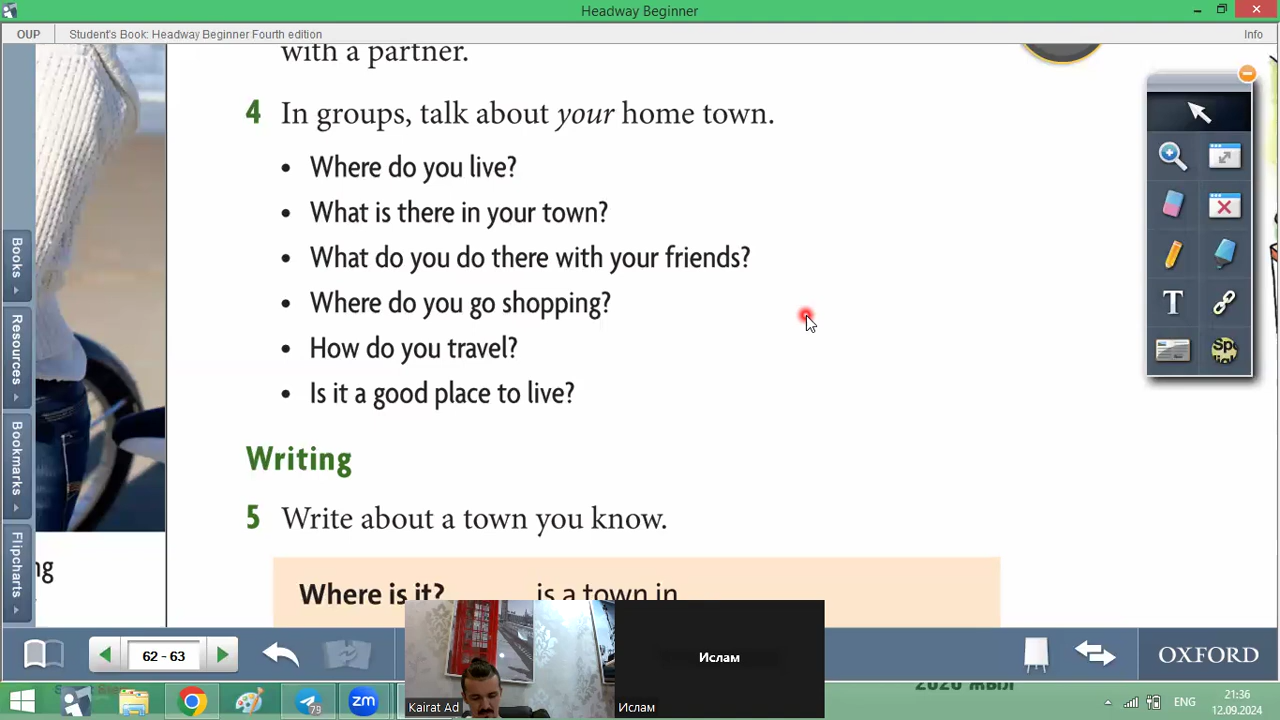 Headway Beginner
OUP
Student's Book: Headway Beginner Fourth edition
Info
with a partner.
4 In groups, talk about your home town.
• Where do you live?
• What is there in your town?
• What do you do there with your friends?
• Where do you go shopping?
• How do you travel?
• Is it a good place to live?
Writing
5 Write about a town you know.
Where is it? is a town in
ng
Books
Resources
Bookmarks
Flipcharts
T
Sp
62 - 63
OXFORD
Ислам
Kairat Ad
Ислам
79
zm
ENG
21:36
12.09.2024